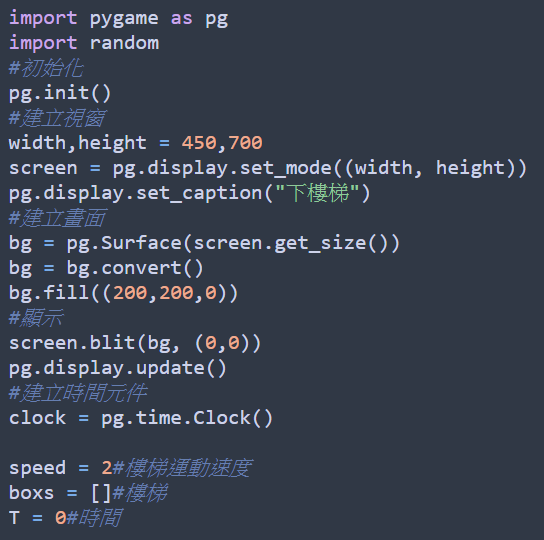 import pygame as pg
import random
#初始化
pg.init()
#建立視窗
width,height = 450,700
screen = pg.display.set_mode((width, height))
pg.display.set_caption("下樓梯")
#建立畫面
bg = pg.Surface(screen.get_size())
bg = bg.convert()
bg.fill((200,200,0))
#顯示
screen.blit(bg, (0,0))
pg.display.update()
#建立時間元件
clock = pg.time.Clock()

speed = 2#樓梯運動速度
boxs = []#樓梯
T = 0#時間